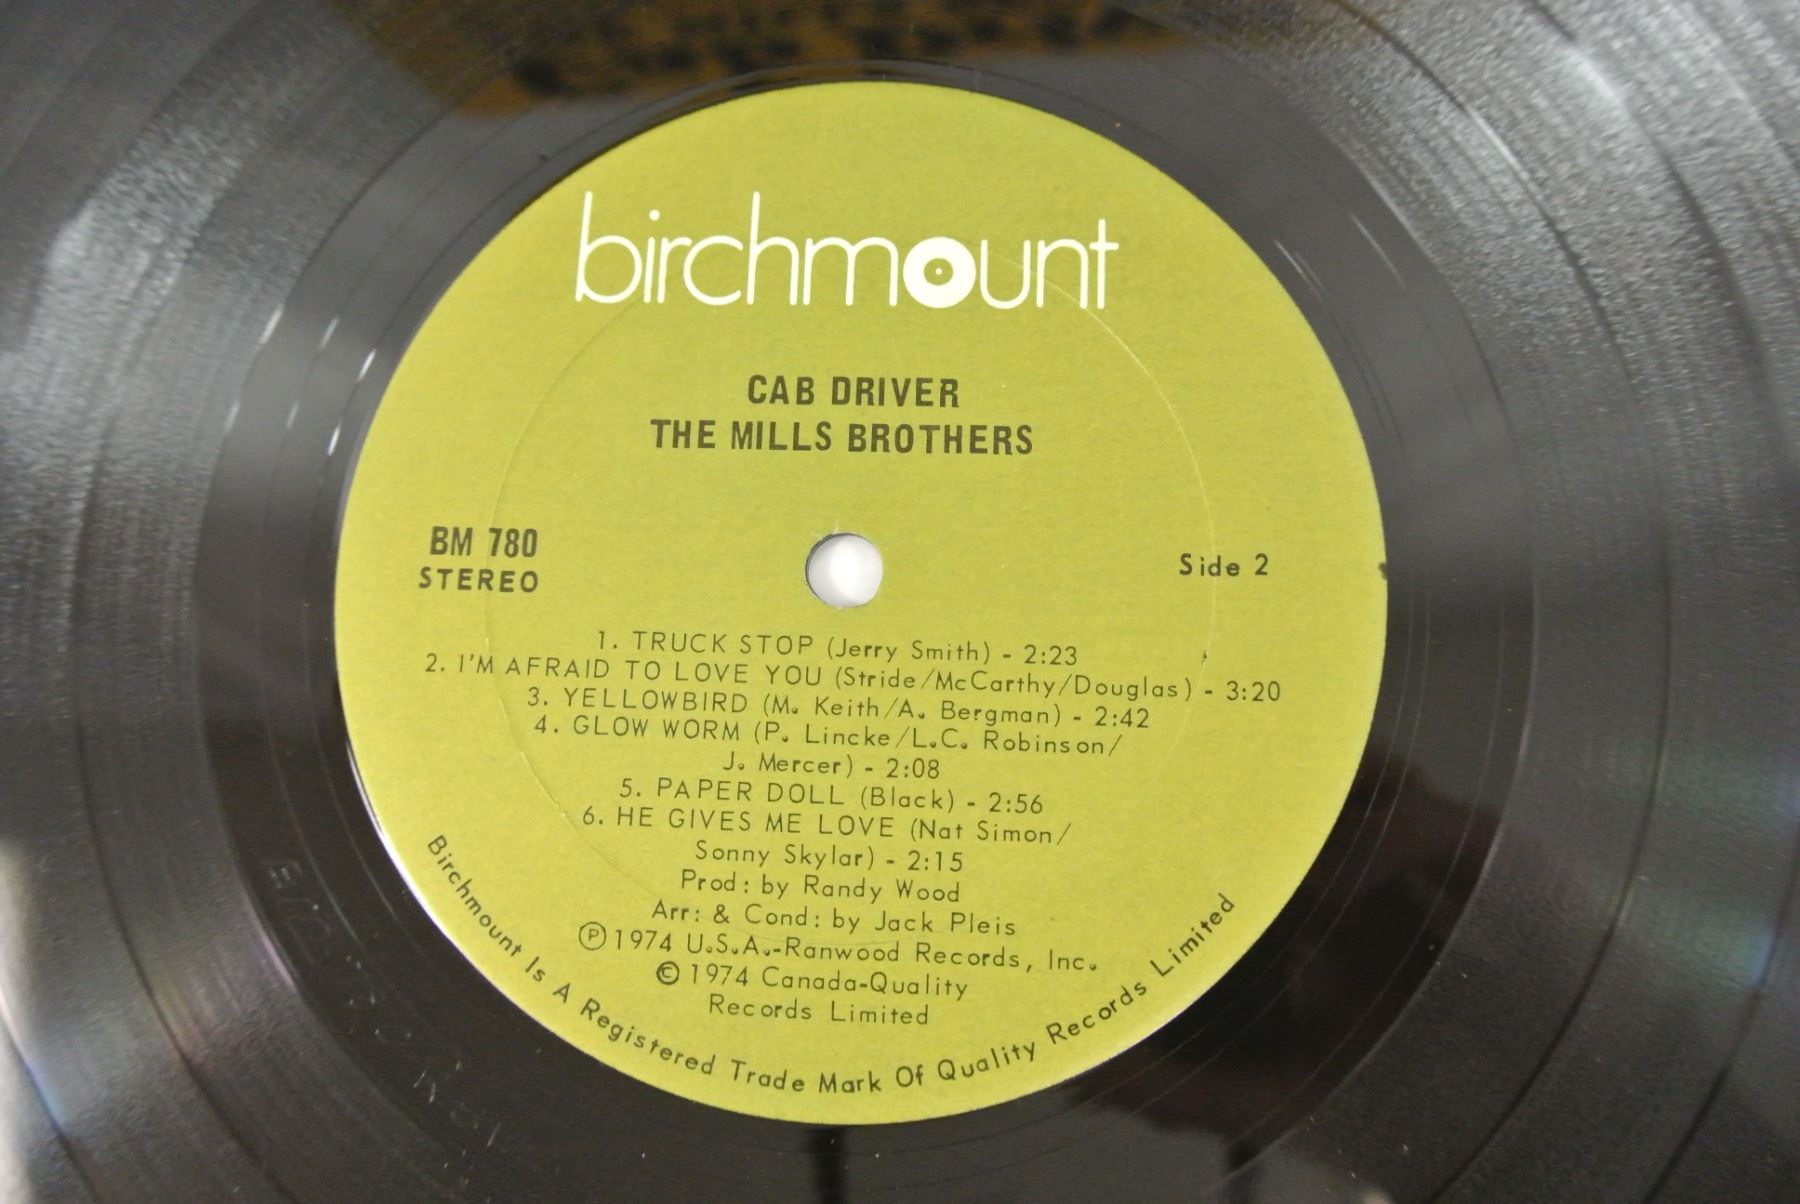 birchmount
CAB DRIVER
THE MILLS BROTHERS
BM 780
STEREO
Side 2
1. TRUCK STOP (Jerry Smith) - 2:23
2. I'M AFRAID TO LOVE YOU (Stride/McCarthy/Douglas) - 3:20
3. YELLOWBIRD (M. Keith/A. Bergman) - 2:42
4. GLOW WORM (P. Lincke/L.C. Robinson/
J. Mercer) - 2:08
5. PAPER DOLL (Black) - 2:56
6. HE GIVES ME LOVE (Nat Simon/
Sonny Skylar) - 2:15
Prod: by Randy Wood
Arr: & Cond: by Jack Pleis
Ⓟ 1974 U.S.A.-Ranwood Records, Inc.
© 1974 Canada-Quality
Records Limited
Birchmount Is A Registered Trade Mark Of Quality Records Limited